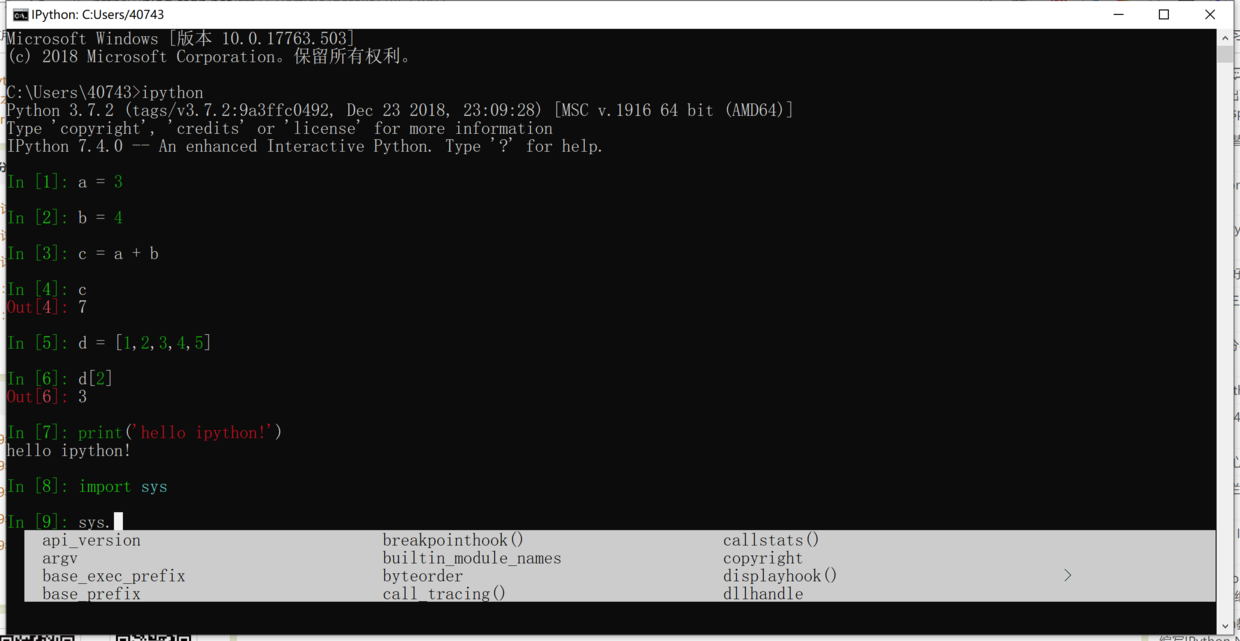 IPython: C:Users/40743
Microsoft Windows [版本 10.0.17763.503]
(c) 2018 Microsoft Corporation。保留所有权利。
C:\Users\40743>ipython
Python 3.7.2 (tags/v3.7.2:9a3ffc0492, Dec 23 2018, 23:09:28) [MSC v.1916 64 bit (AMD64)]
Type 'copyright', 'credits' or 'license' for more information
IPython 7.4.0 -- An enhanced Interactive Python. Type '?' for help.
In [1]: a = 3
In [2]: b = 4
In [3]: c = a + b
In [4]: c
Out[4]: 7
In [5]: d = [1,2,3,4,5]
In [6]: d[2]
Out[6]: 3
In [7]: print('hello ipython!')
hello ipython!
In [8]: import sys
In [9]: sys.
api_version breakpointhook() callstats()
argv builtin_module_names copyright
base_exec_prefix byteorder displayhook() >
base_prefix call_tracing() dllhandle